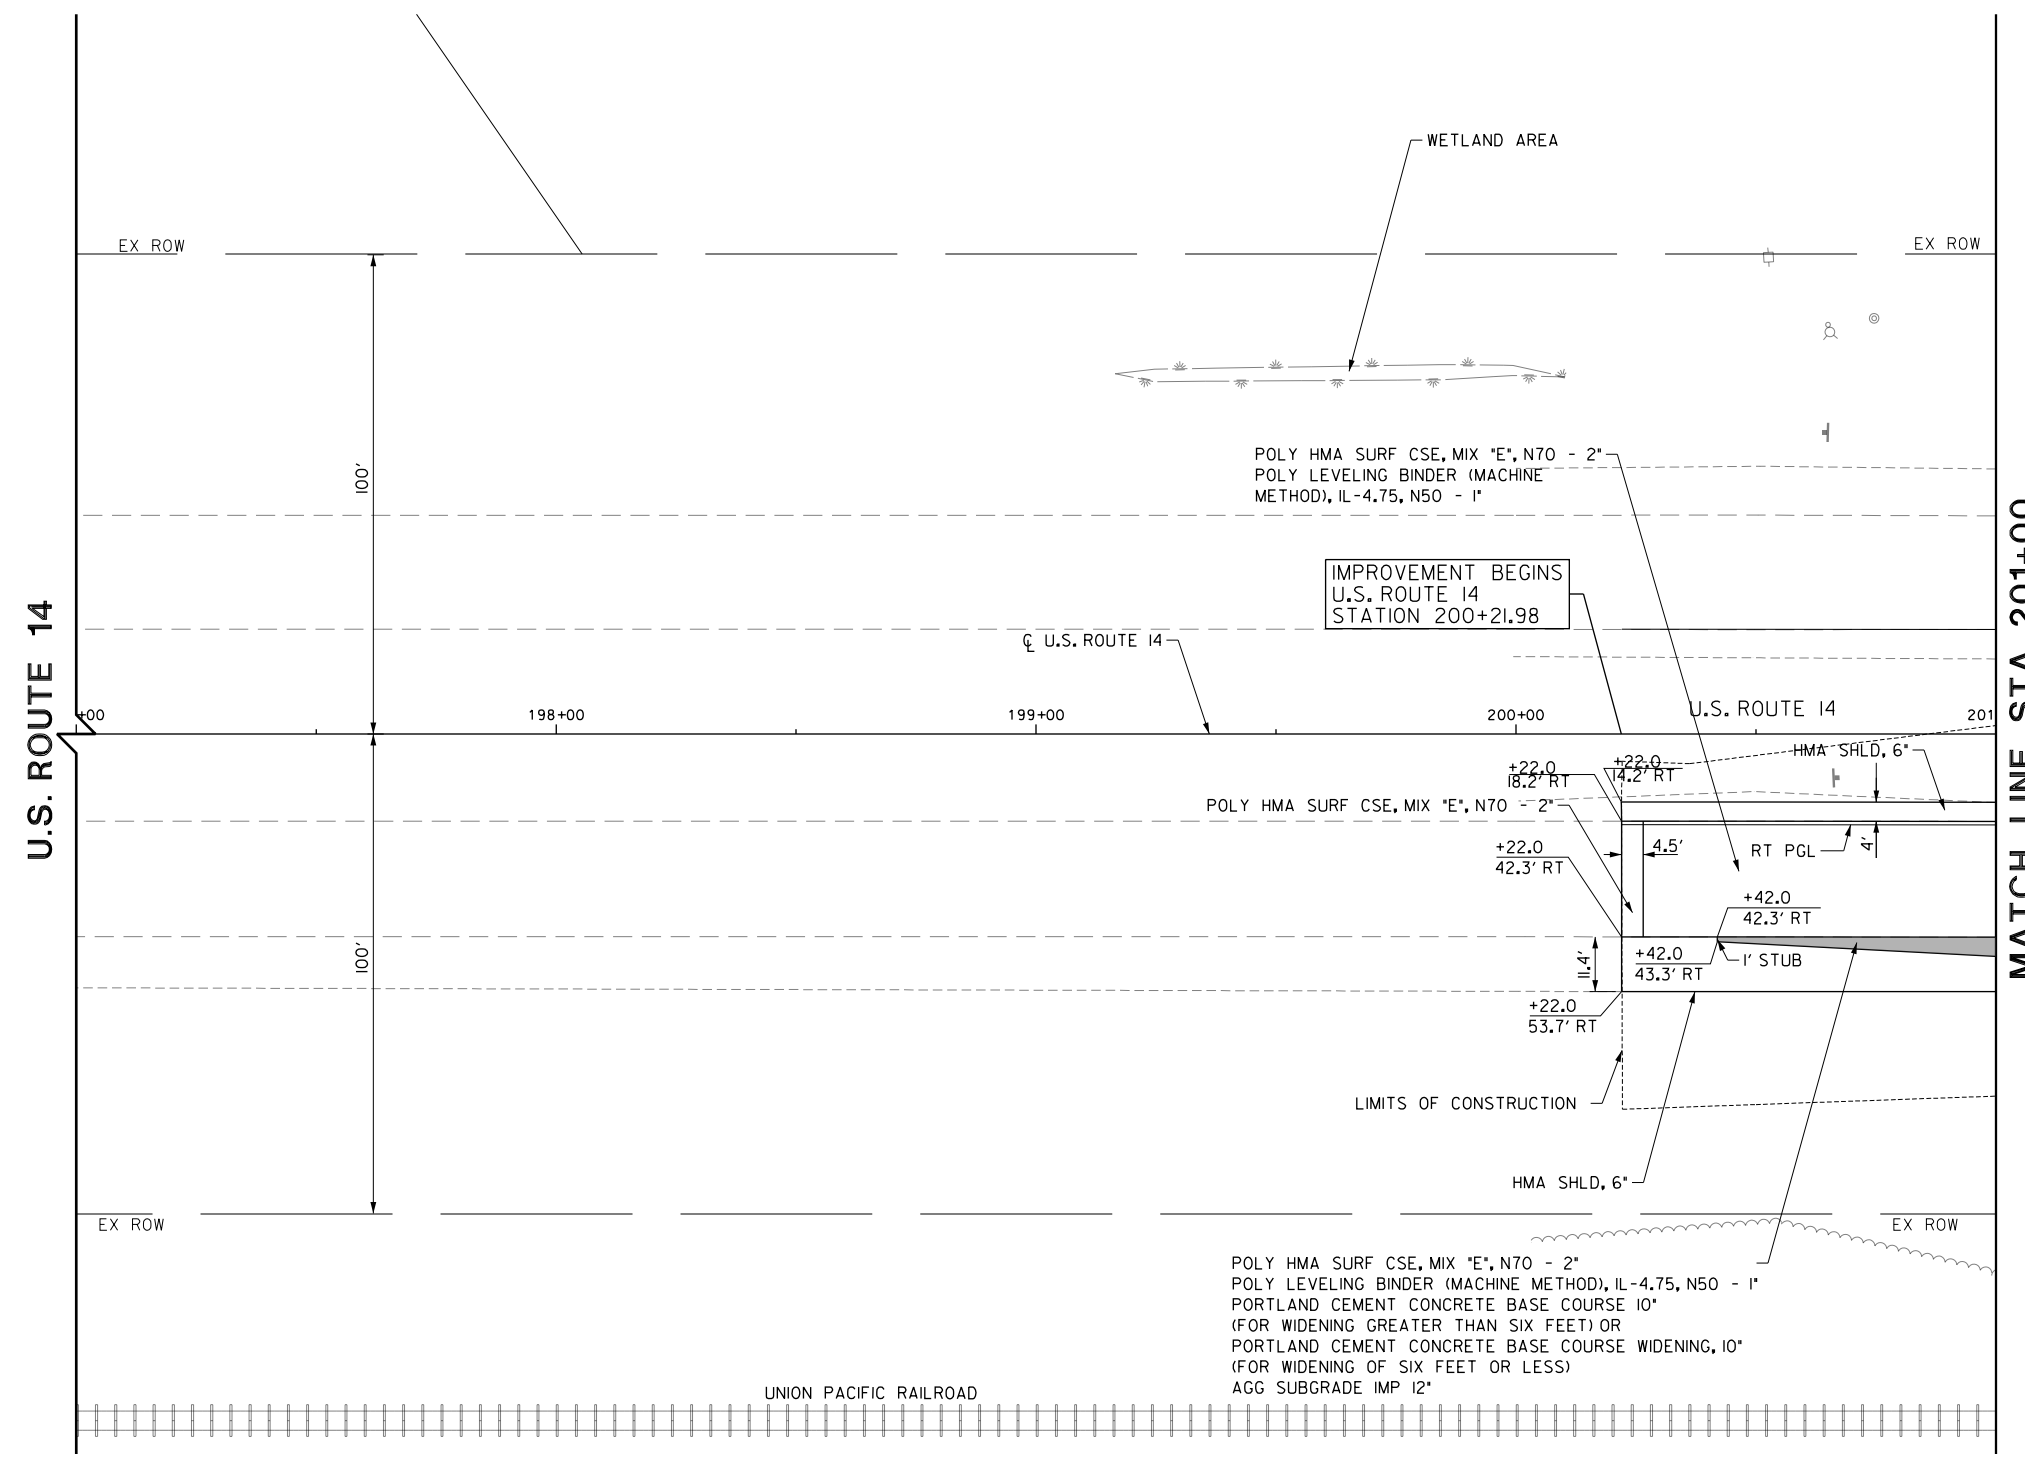 WETLAND AREA
EX ROW
EX ROW
100'
POLY HMA SURF CSE, MIX "E", N70 - 2"
POLY LEVELING BINDER (MACHINE
METHOD), IL-4.75, N50 - 1"
IMPROVEMENT BEGINS
U.S. ROUTE 14
STATION 200+21.98
℄ U.S. ROUTE 14
U.S. ROUTE 14
MATCH LINE STA 201+00
+00
198+00
199+00
200+00
U.S. ROUTE 14
201
HMA SHLD, 6"
+22.0
18.2' RT
+22.0
14.2' RT
POLY HMA SURF CSE, MIX "E", N70 - 2"
+22.0
42.3' RT
4.5'
RT PGL
4'
+42.0
42.3' RT
100'
11.4'
+42.0
43.3' RT
1' STUB
+22.0
53.7' RT
LIMITS OF CONSTRUCTION
HMA SHLD, 6"
EX ROW
EX ROW
POLY HMA SURF CSE, MIX "E", N70 - 2"
POLY LEVELING BINDER (MACHINE METHOD), IL-4.75, N50 - 1"
PORTLAND CEMENT CONCRETE BASE COURSE 10"
(FOR WIDENING GREATER THAN SIX FEET) OR
PORTLAND CEMENT CONCRETE BASE COURSE WIDENING, 10"
(FOR WIDENING OF SIX FEET OR LESS)
AGG SUBGRADE IMP 12"
UNION PACIFIC RAILROAD